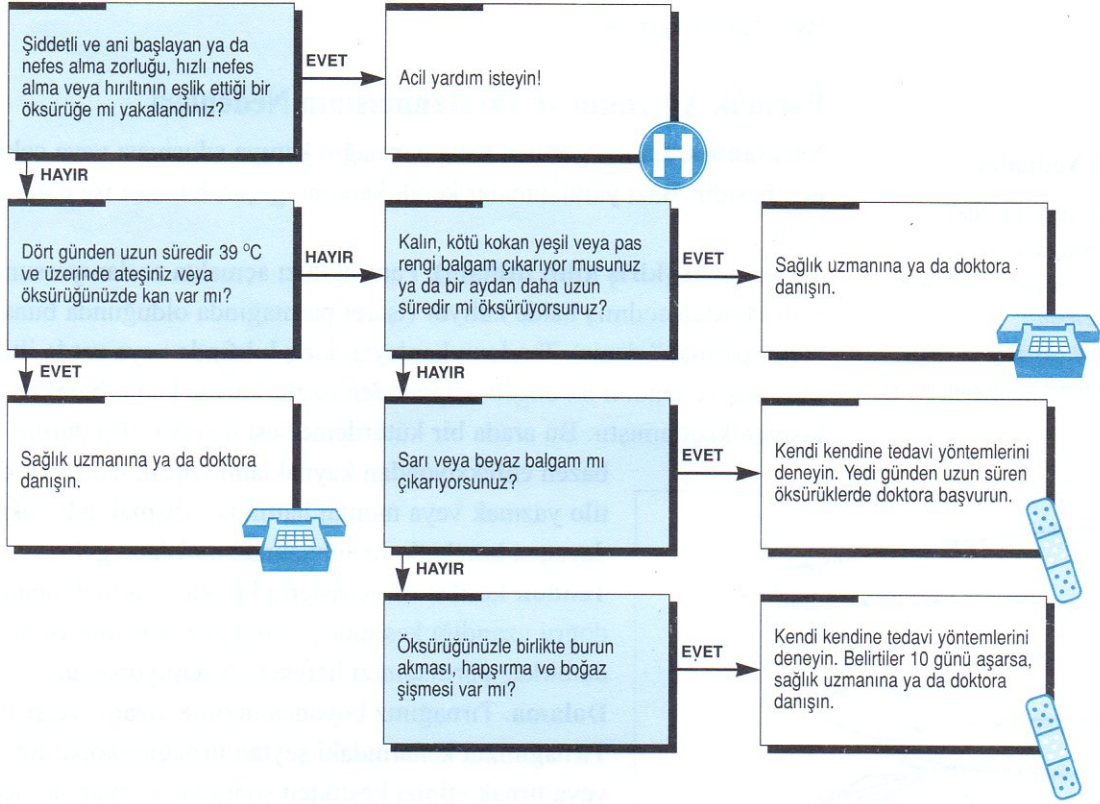 Şiddetli ve ani başlayan ya da
nefes alma zorluğu, hızlı nefes
alma veya hırıltının eşlik ettiği bir
öksürüğe mi yakalandınız?
EVET
Acil yardım isteyin!
H
HAYIR
Dört günden uzun süredir 39 °C
ve üzerinde ateşiniz veya
öksürüğünüzde kan var mı?
HAYIR
Kalın, kötü kokan yeşil veya pas
rengi balgam çıkarıyor musunuz
ya da bir aydan daha uzun
süredir mi öksürüyorsunuz?
EVET
Sağlık uzmanına ya da doktora
danışın.
EVET
Sağlık uzmanına ya da doktora
danışın.
HAYIR
Sarı veya beyaz balgam mı
çıkarıyorsunuz?
EVET
Kendi kendine tedavi yöntemlerini
deneyin. Yedi günden uzun süren
öksürüklerde doktora başvurun.
HAYIR
Öksürüğünüzle birlikte burun
akması, hapşırma ve boğaz
şişmesi var mı?
EVET
Kendi kendine tedavi yöntemlerini
deneyin. Belirtiler 10 günü aşarsa,
sağlık uzmanına ya da doktora
danışın.